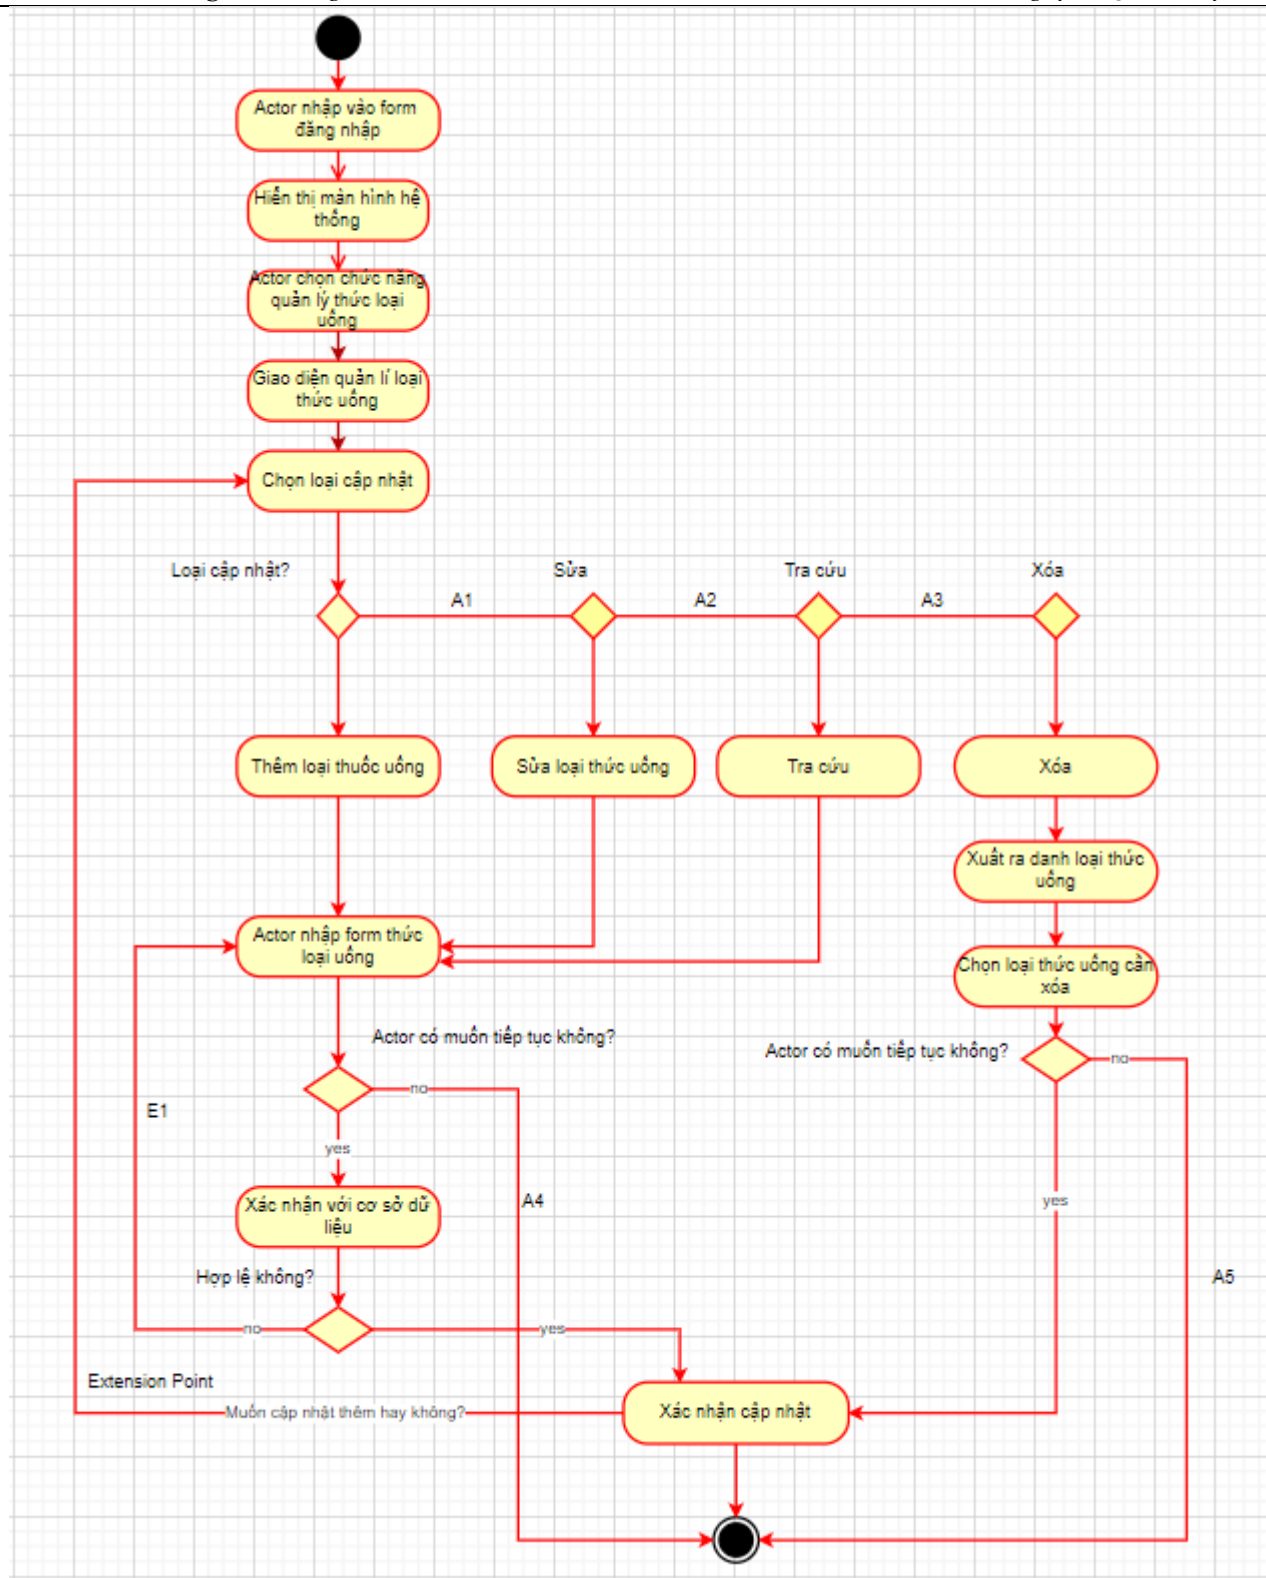 Actor nhập vào form
đăng nhập
Hiển thị màn hình hệ
thống
Actor chọn chức năng
quản lý thức loại
uống
Giao diện quản lí loại
thức uống
Chọn loại cập nhật
Loại cập nhật?
Sửa
Tra cứu
Xóa
A1
A2
A3
Thêm loại thuốc uống
Sửa loại thức uống
Tra cứu
Xóa
Xuất ra danh loại thức
uống
Actor nhập form thức
loại uống
Chọn loại thức uống cần
xóa
Actor có muốn tiếp tục không?
Actor có muốn tiếp tục không?
no
no
E1
yes
Xác nhận với cơ sở dữ
liệu
A4
yes
Hợp lệ không?
A5
no
yes
Extension Point
Muốn cập nhật thêm hay không?
Xác nhận cập nhật